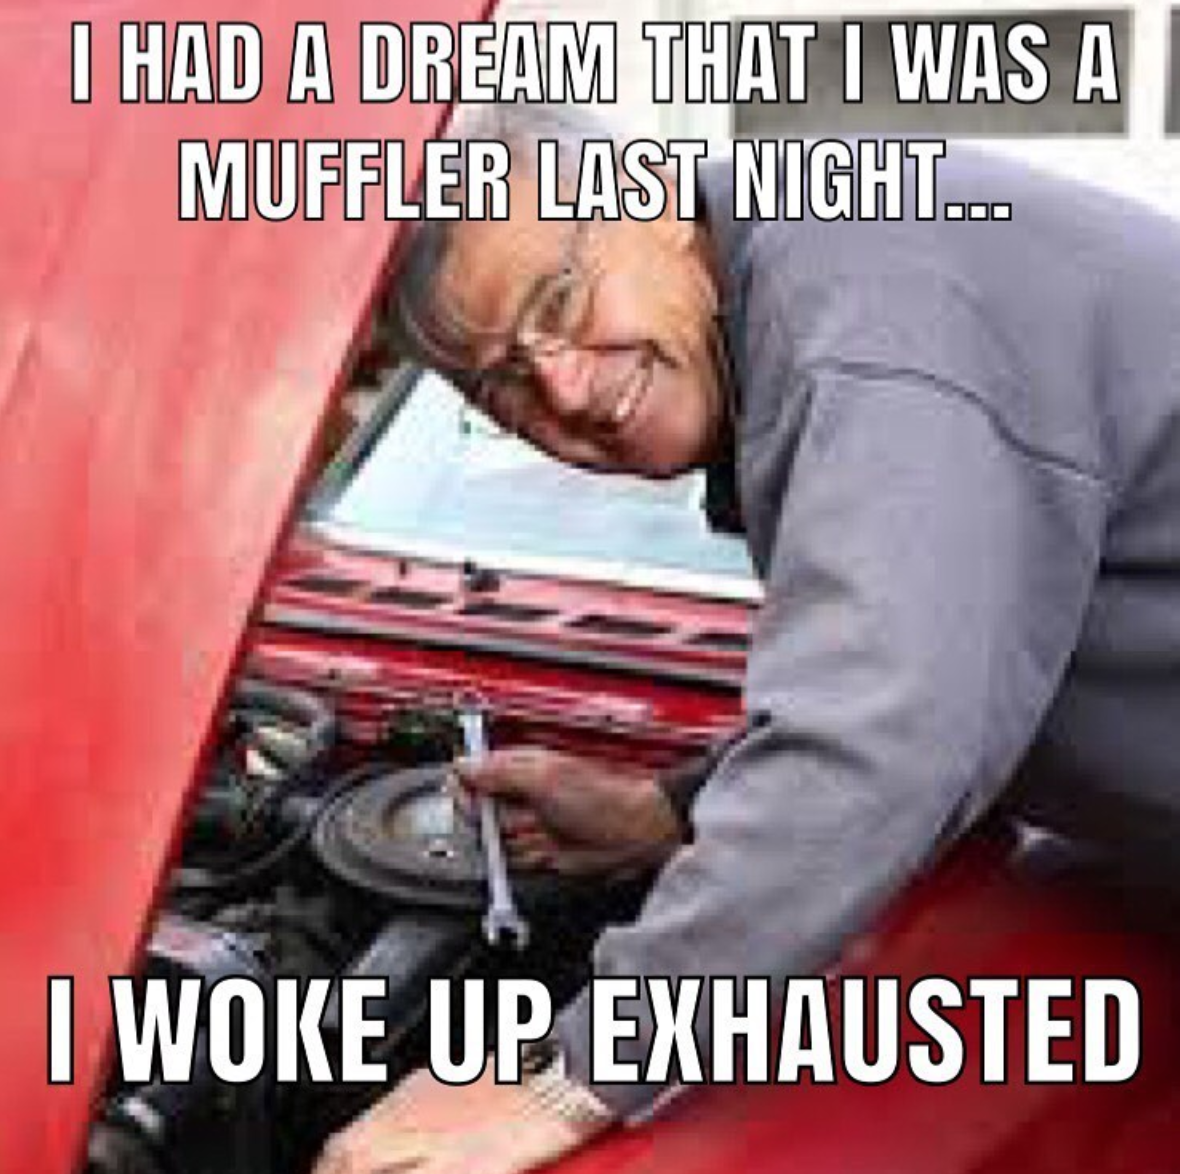 I HAD A DREAM THAT I WAS A
MUFFLER LAST NIGHT...
I WOKE UP EXHAUSTED